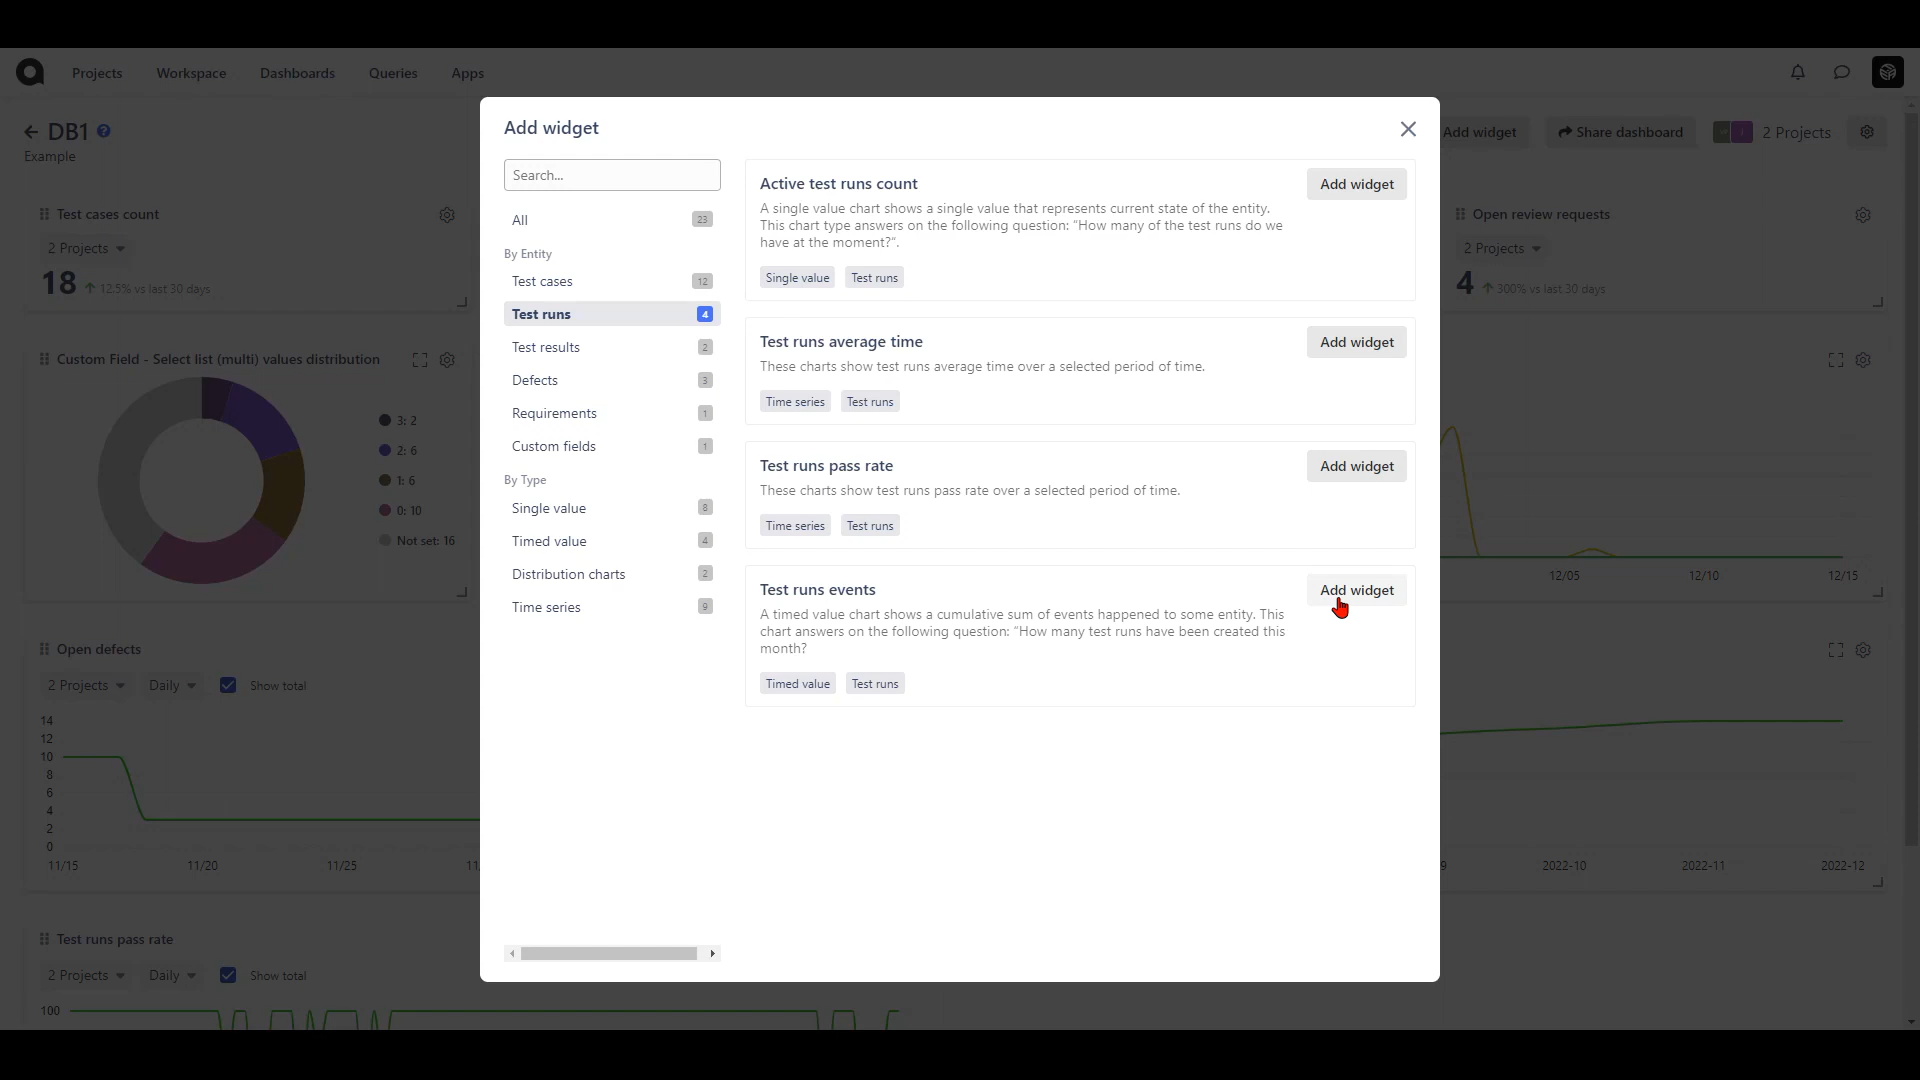 Projects
Workspace
Dashboards
Queries
Apps
DB1 ?
Example
Add widget
Share dashboard
2 Projects
Test cases count
2 Projects
18 12.5% vs last 30 days
Open review requests
2 Projects
4 300% vs last 30 days
Custom Field - Select list (multi) values distribution
3: 2
2: 6
1: 6
0: 10
Not set: 16
12/05
12/10
12/15
Open defects
2 Projects
Daily
Show total
14
12
10
8
6
4
2
0
11/15
11/20
11/25
11
9
2022-10
2022-11
2022-12
Test runs pass rate
2 Projects
Daily
Show total
100
Add widget
Search...
All 23
By Entity
Test cases 12
Test runs 4
Test results 2
Defects 3
Requirements 1
Custom fields 1
By Type
Single value 8
Timed value 4
Distribution charts 2
Time series 9
Active test runs count
Add widget
A single value chart shows a single value that represents current state of the entity.
This chart type answers on the following question: “How many of the test runs do we
have at the moment?”.
Single value
Test runs
Test runs average time
Add widget
These charts show test runs average time over a selected period of time.
Time series
Test runs
Test runs pass rate
Add widget
These charts show test runs pass rate over a selected period of time.
Time series
Test runs
Test runs events
Add widget
A timed value chart shows a cumulative sum of events happened to some entity. This
chart answers on the following question: “How many test runs have been created this
month?
Timed value
Test runs